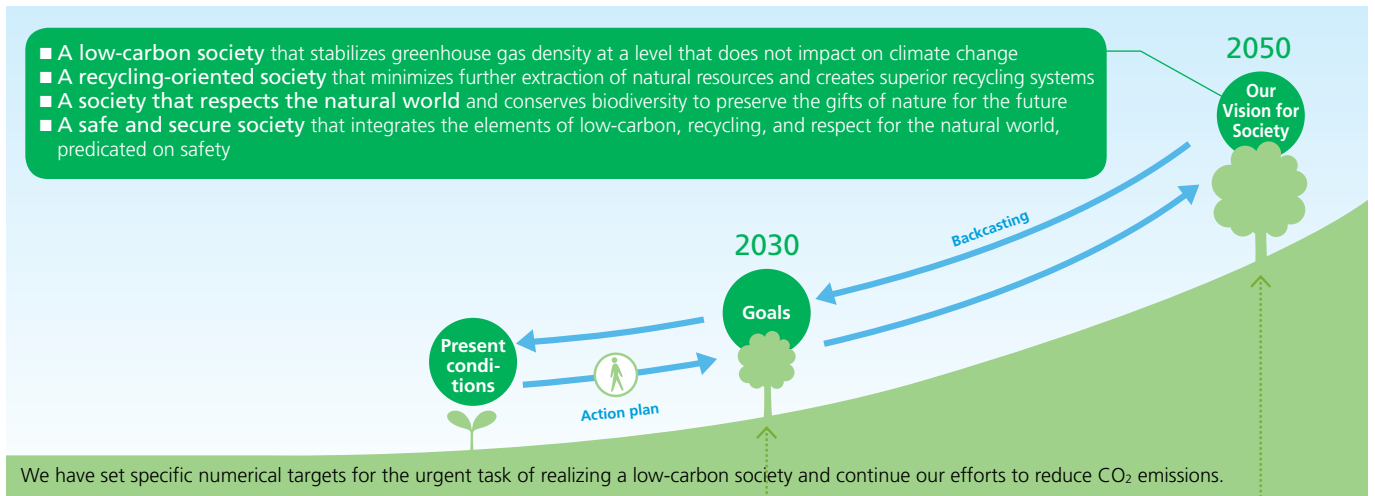 ■ A low-carbon society that stabilizes greenhouse gas density at a level that does not impact on climate change
■ A recycling-oriented society that minimizes further extraction of natural resources and creates superior recycling systems
■ A society that respects the natural world and conserves biodiversity to preserve the gifts of nature for the future
■ A safe and secure society that integrates the elements of low-carbon, recycling, and respect for the natural world,
predicated on safety
2050
Our
Vision for
Society
Backcasting
2030
Goals
Present
condi-
tions
Action plan
We have set specific numerical targets for the urgent task of realizing a low-carbon society and continue our efforts to reduce CO₂ emissions.